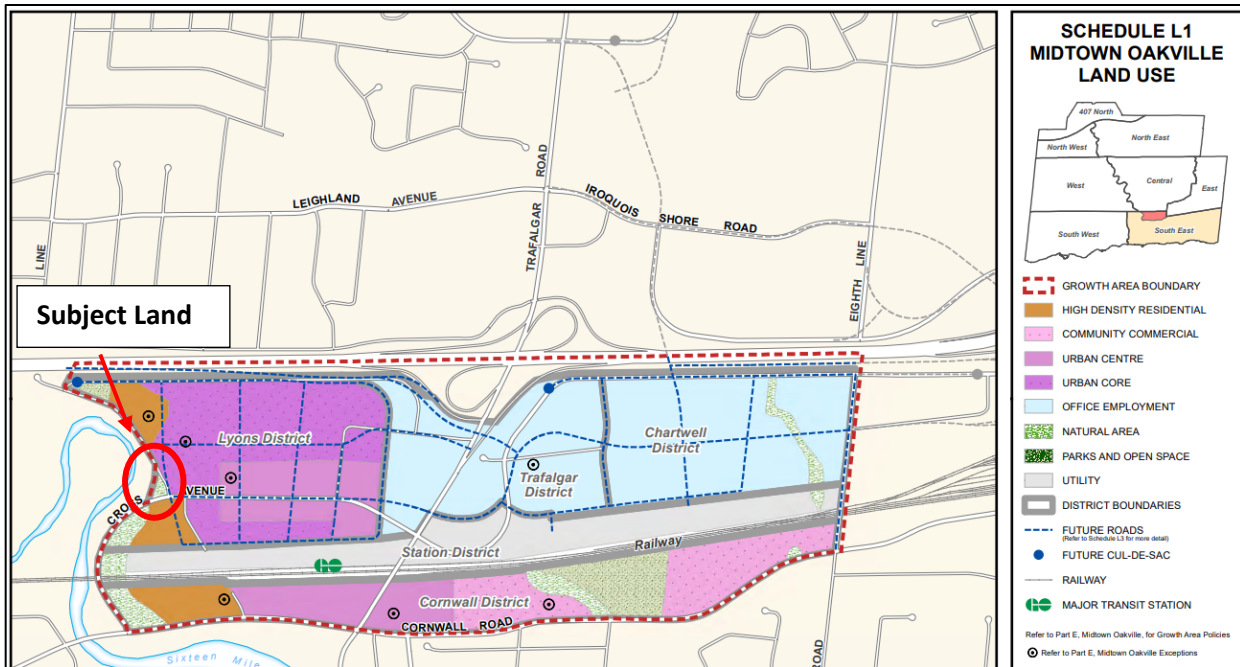 LEIGHLAND AVENUE
IROQUOIS SHORE ROAD
TRAFALGAR ROAD
LINE
EIGHTH LINE
Subject Land
Lyons District
Chartwell
District
Trafalgar
District
CROSS AVENUE
Station District
Railway
Cornwall District
CORNWALL ROAD
Sixteen Mile
ROAD
SCHEDULE L1
MIDTOWN OAKVILLE
LAND USE
407 North
North West
North East
West
Central
East
South West
South East
GROWTH AREA BOUNDARY
HIGH DENSITY RESIDENTIAL
COMMUNITY COMMERCIAL
URBAN CENTRE
URBAN CORE
OFFICE EMPLOYMENT
NATURAL AREA
PARKS AND OPEN SPACE
UTILITY
DISTRICT BOUNDARIES
FUTURE ROADS
(Refer to Schedule L3 for more detail)
FUTURE CUL-DE-SAC
RAILWAY
MAJOR TRANSIT STATION
Refer to Part E, Midtown Oakville, for Growth Area Policies
Refer to Part E, Midtown Oakville Exceptions